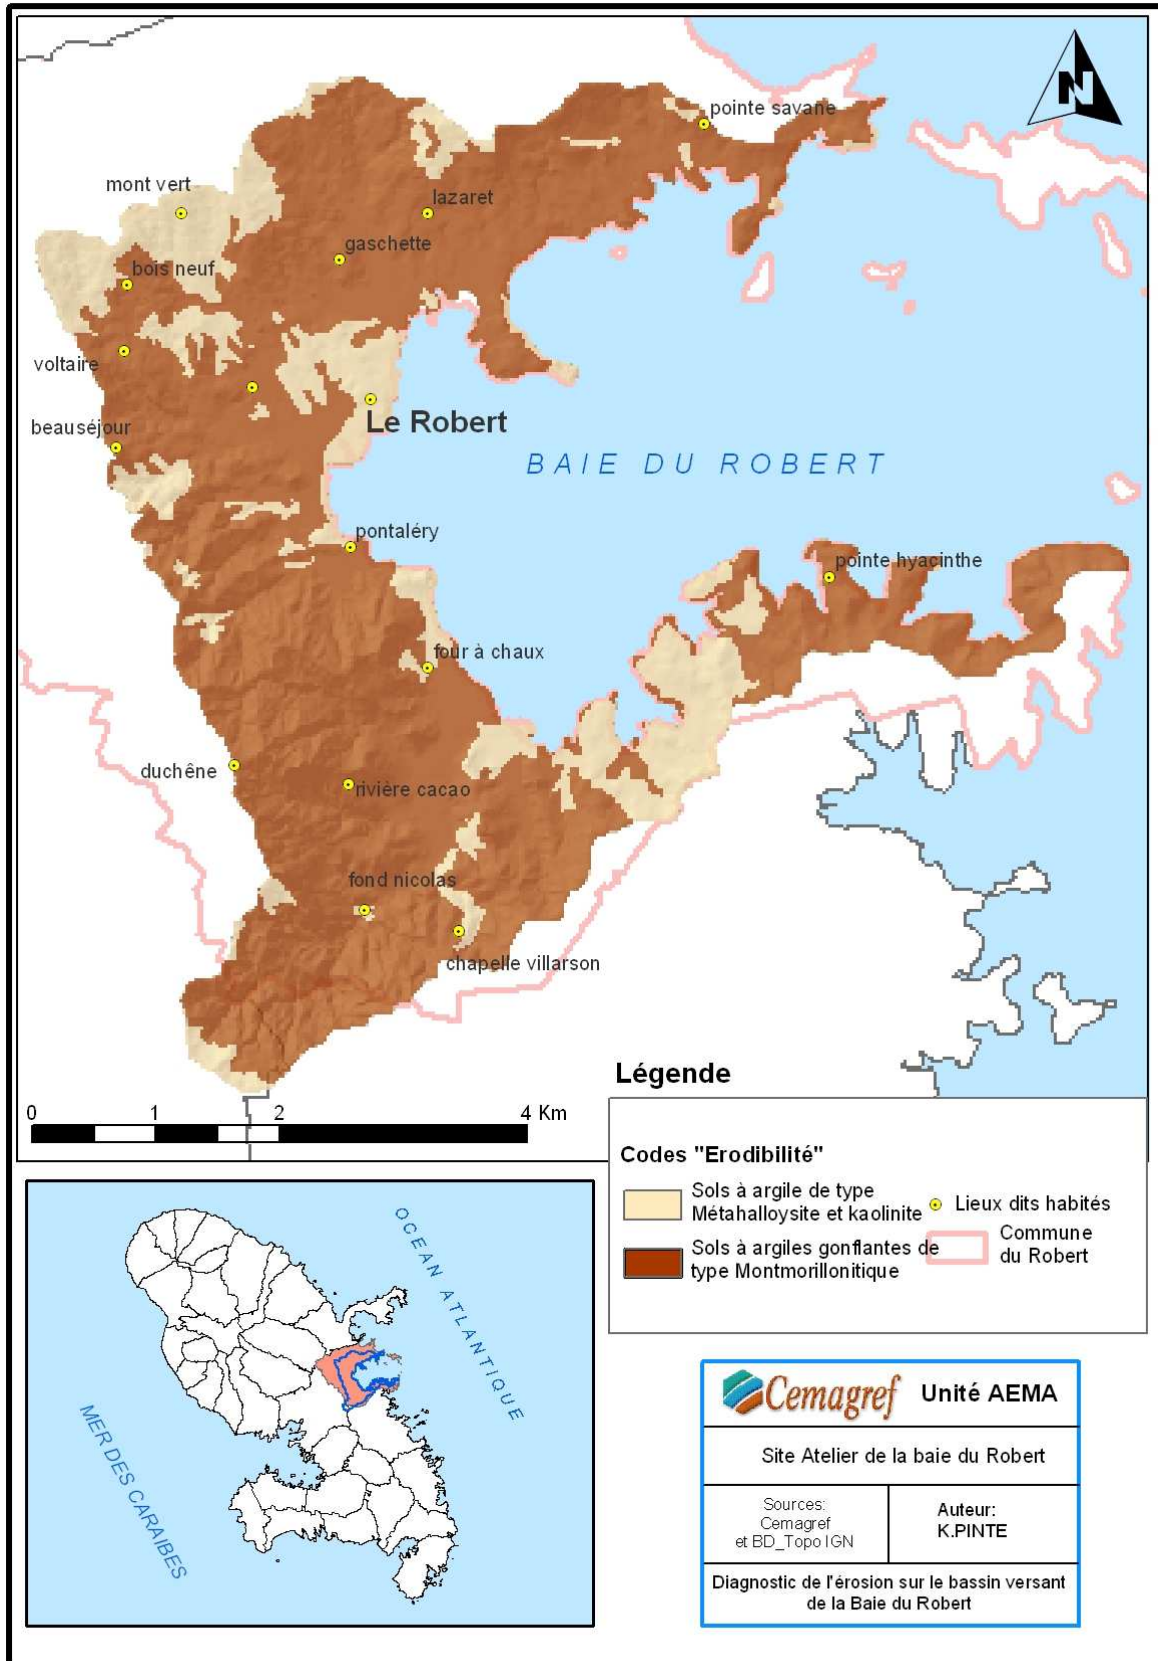 N
pointe savane
mont vert
lazaret
gaschette
bois neuf
voltaire
Le Robert
beauséjour
BAIE DU ROBERT
pontaléry
pointe hyacinthe
four à chaux
duchêne
rivière cacao
fond nicolas
chapelle villarson
Légende
0 1 2 4 Km
Codes "Erodibilité"
Sols à argile de type
Métahalloysite et kaolinite
Lieux dits habités
Sols à argiles gonflantes de
type Montmorillonitique
Commune
du Robert
OCEAN ATLANTIQUE
MER DES CARAIBES
Cemagref Unité AEMA
Site Atelier de la baie du Robert
Sources:
Cemagref
et BD_Topo IGN
Auteur:
K.PINTE
Diagnostic de l'érosion sur le bassin versant
de la Baie du Robert